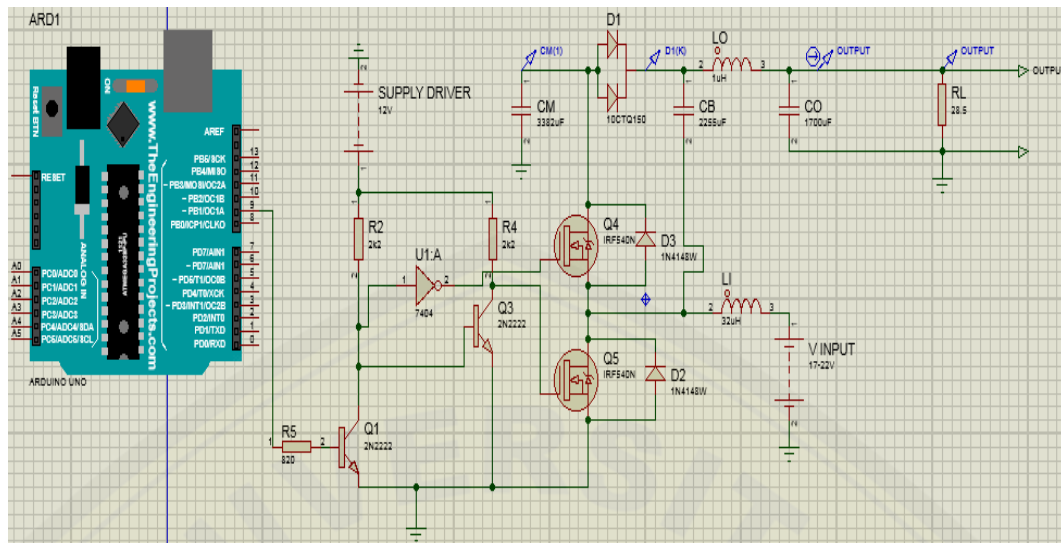 ARD1
ARDUINO UNO
Reset BTN
ON
www.TheEngineeringProjects.com
ANALOG IN
RESET
A0
A1
A2
A3
A4
A5
PC0/ADC0
PC1/ADC1
PC2/ADC2
PC3/ADC3
PC4/ADC4/SDA
PC5/ADC5/SCL
AREF
PB5/SCK
13
PB4/MISO
12
~PB3/MOSI/OC2A
11
~PB2/OC1B
10
~PB1/OC1A
9
PB0/ICP1/CLKO
8
PD7/AIN1
7
~PD6/T1/OC0B
PD4/T0/XCK
4
~PD3/INT1/OC2B
3
PD2/INT0
2
PD1/TXD
1
PD0/RXD
0
SUPPLY DRIVER
12V
R2
2k2
R4
2k2
U1:A
1
2
7404
Q3
2N2222
R5
820
1
2
Q1
2N2222
Q4
IRF540N
D3
1N4148W
Q5
IRF540N
D2
1N4148W
LI
2
3
32uH
V INPUT
17-22V
CM(1)
D1
10CTQ150
D1(K)
CM
3382uF
CB
2255uF
LO
2
3
1uH
OUTPUT
OUTPUT
CO
1700uF
RL
28.5
OUTPU